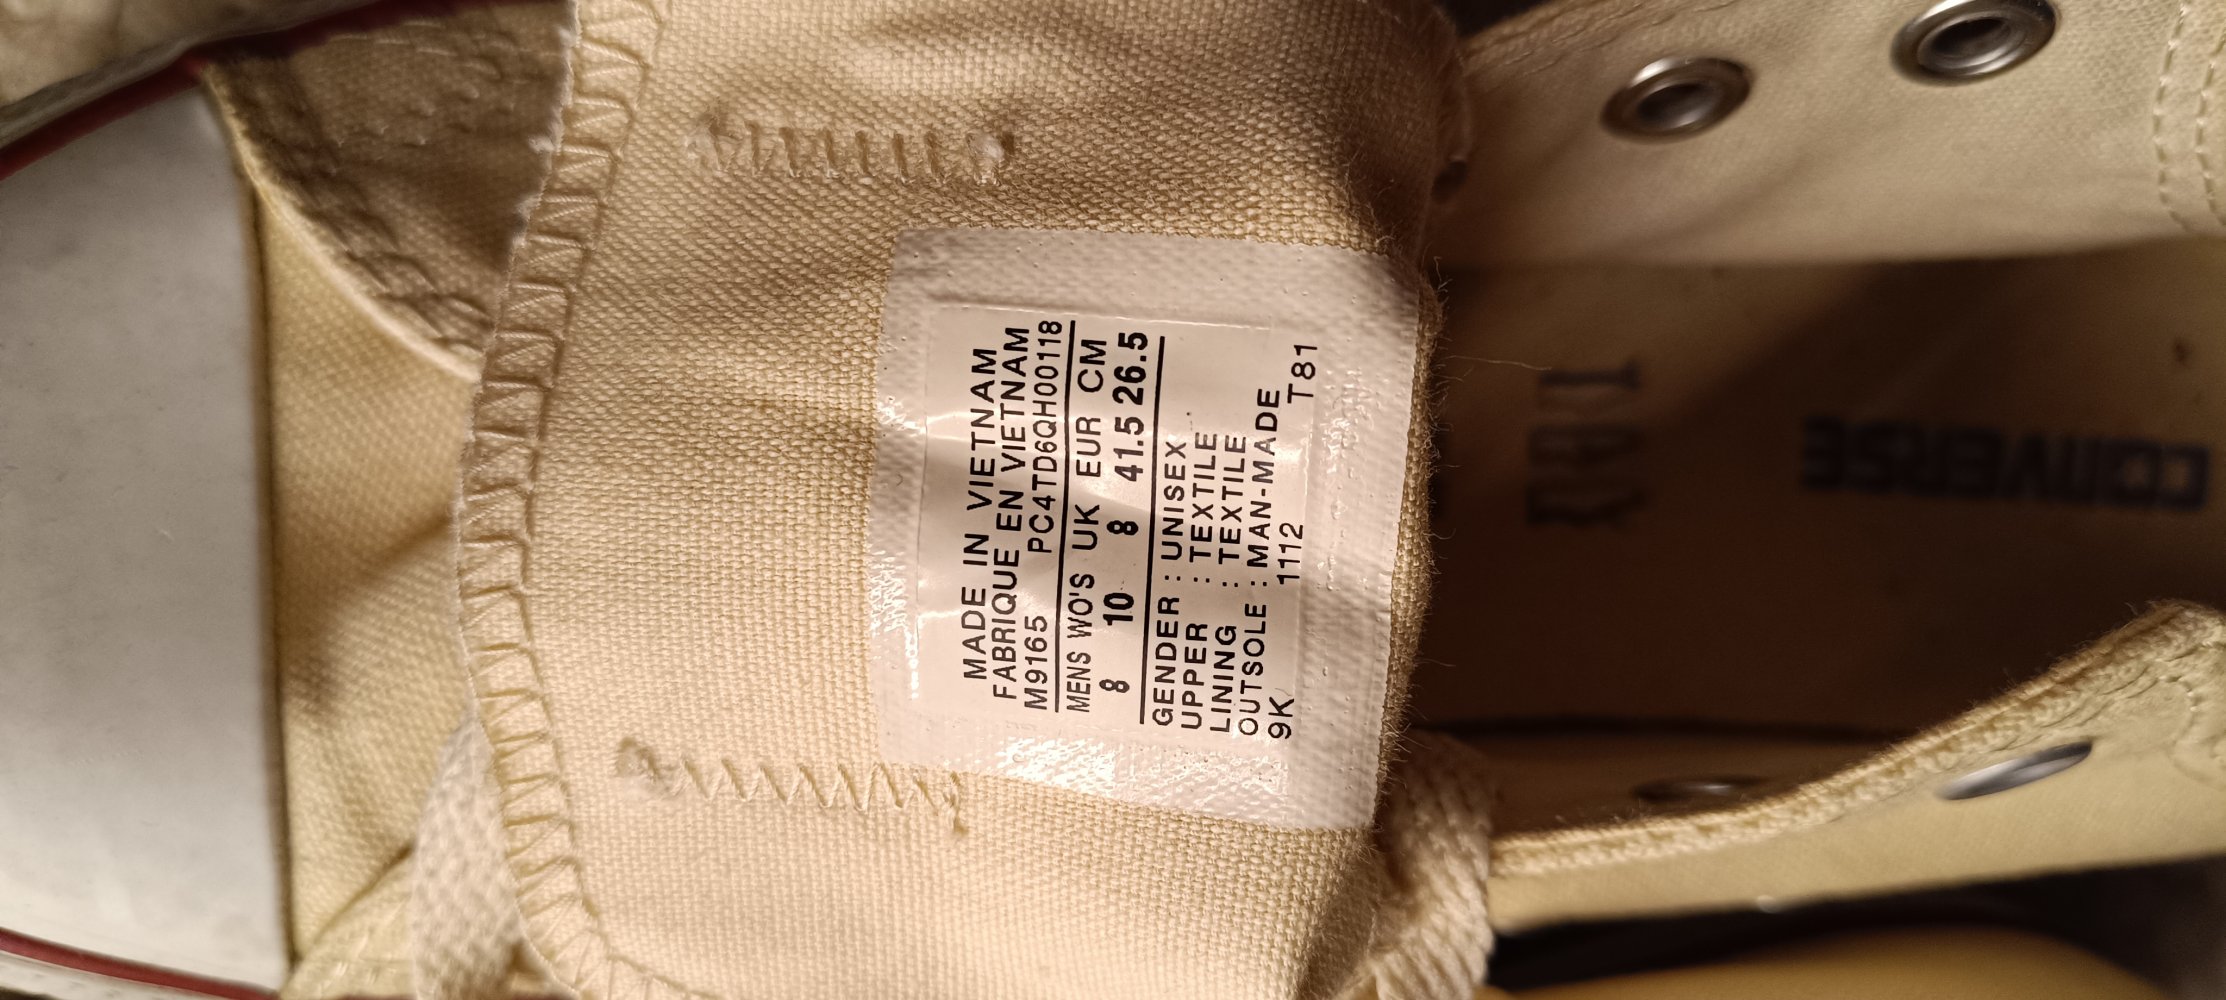 MADE IN VIETNAM
FABRIQUE EN VIETNAM
M9165 PC4TD6QH00118
MENS WO'S UK EUR CM
8 10 8 41.5 26.5
GENDER : UNISEX
UPPER : TEXTILE
LINING : TEXTILE
OUTSOLE : MAN-MADE
9K 1112 T81
CONVERSE